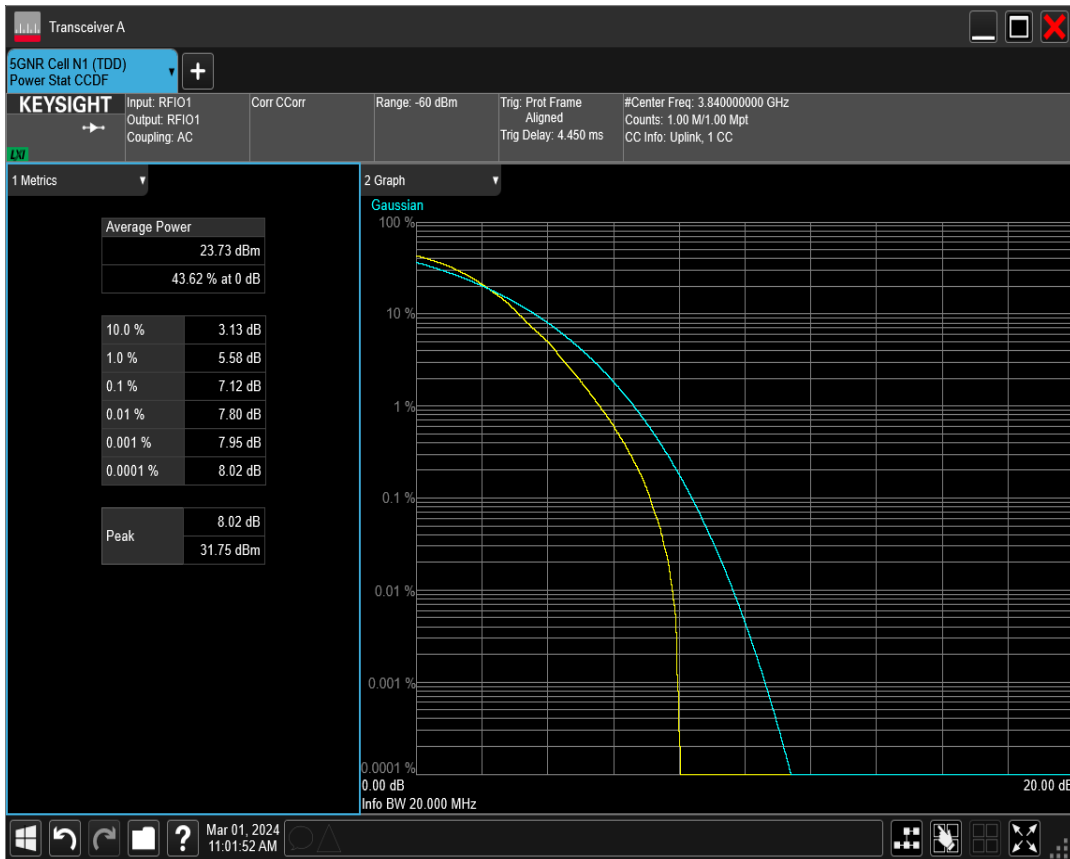 Transceiver A
5GNR Cell N1 (TDD)
Power Stat CCDF
+
KEYSIGHT
LXI
Input: RFIO1
Output: RFIO1
Coupling: AC
Corr CCorr
Range: -60 dBm
Trig: Prot Frame
Aligned
Trig Delay: 4.450 ms
#Center Freq: 3.840000000 GHz
Counts: 1.00 M/1.00 Mpt
CC Info: Uplink, 1 CC
1 Metrics
Average Power
23.73 dBm
43.62 % at 0 dB
10.0 % 3.13 dB
1.0 % 5.58 dB
0.1 % 7.12 dB
0.01 % 7.80 dB
0.001 % 7.95 dB
0.0001 % 8.02 dB
Peak
8.02 dB
31.75 dBm
2 Graph
Gaussian
100 %
10 %
1 %
0.1 %
0.01 %
0.001 %
0.0001 %
0.00 dB 20.00 dB
Info BW 20.000 MHz
?
Mar 01, 2024
11:01:52 AM